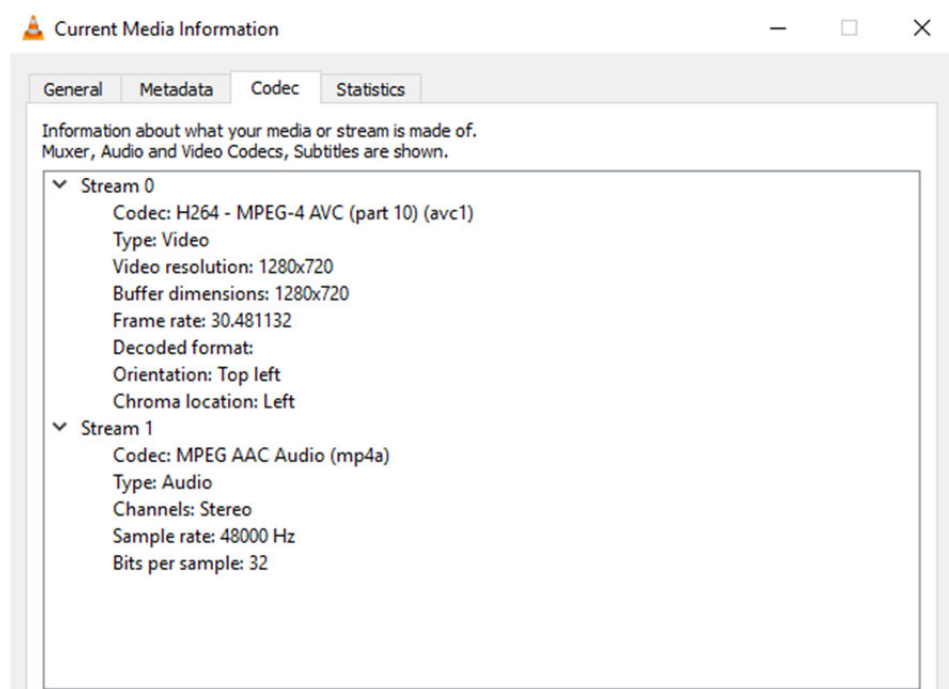 Current Media Information
General Metadata Codec Statistics
Information about what your media or stream is made of.
Muxer, Audio and Video Codecs, Subtitles are shown.
Stream 0
Codec: H264 - MPEG-4 AVC (part 10) (avc1)
Type: Video
Video resolution: 1280x720
Buffer dimensions: 1280x720
Frame rate: 30.481132
Decoded format:
Orientation: Top left
Chroma location: Left
Stream 1
Codec: MPEG AAC Audio (mp4a)
Type: Audio
Channels: Stereo
Sample rate: 48000 Hz
Bits per sample: 32